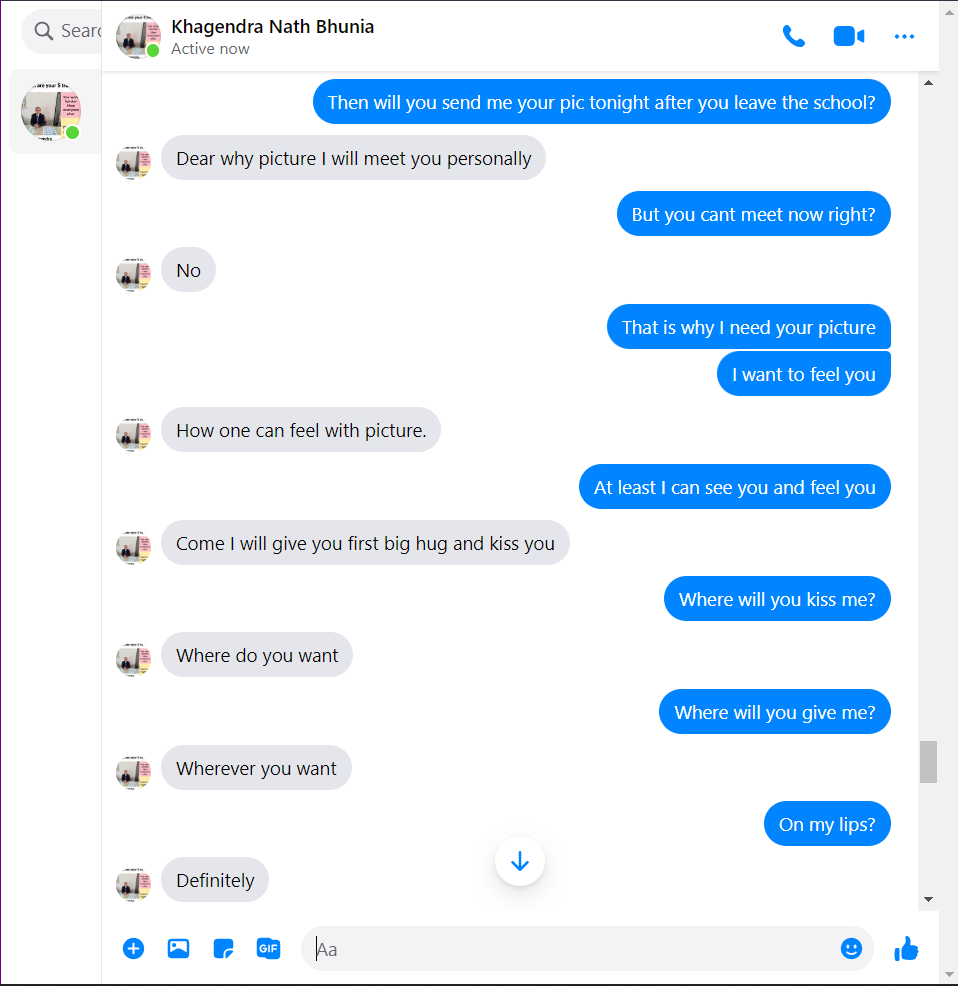 Khagendra Nath Bhunia
Sear
Active now
Then will you send me your pic tonight after you leave the school?
Dear why picture I will meet you personally
But you cant meet now right?
No
That is why I need your picture
I want to feel you
How one can feel with picture.
At least I can see you and feel you
Come I will give you first big hug and kiss you
Where will you kiss me?
Where do you want
Where will you give me?
Wherever you want
On my lips?
Definitely
GIF
Aa